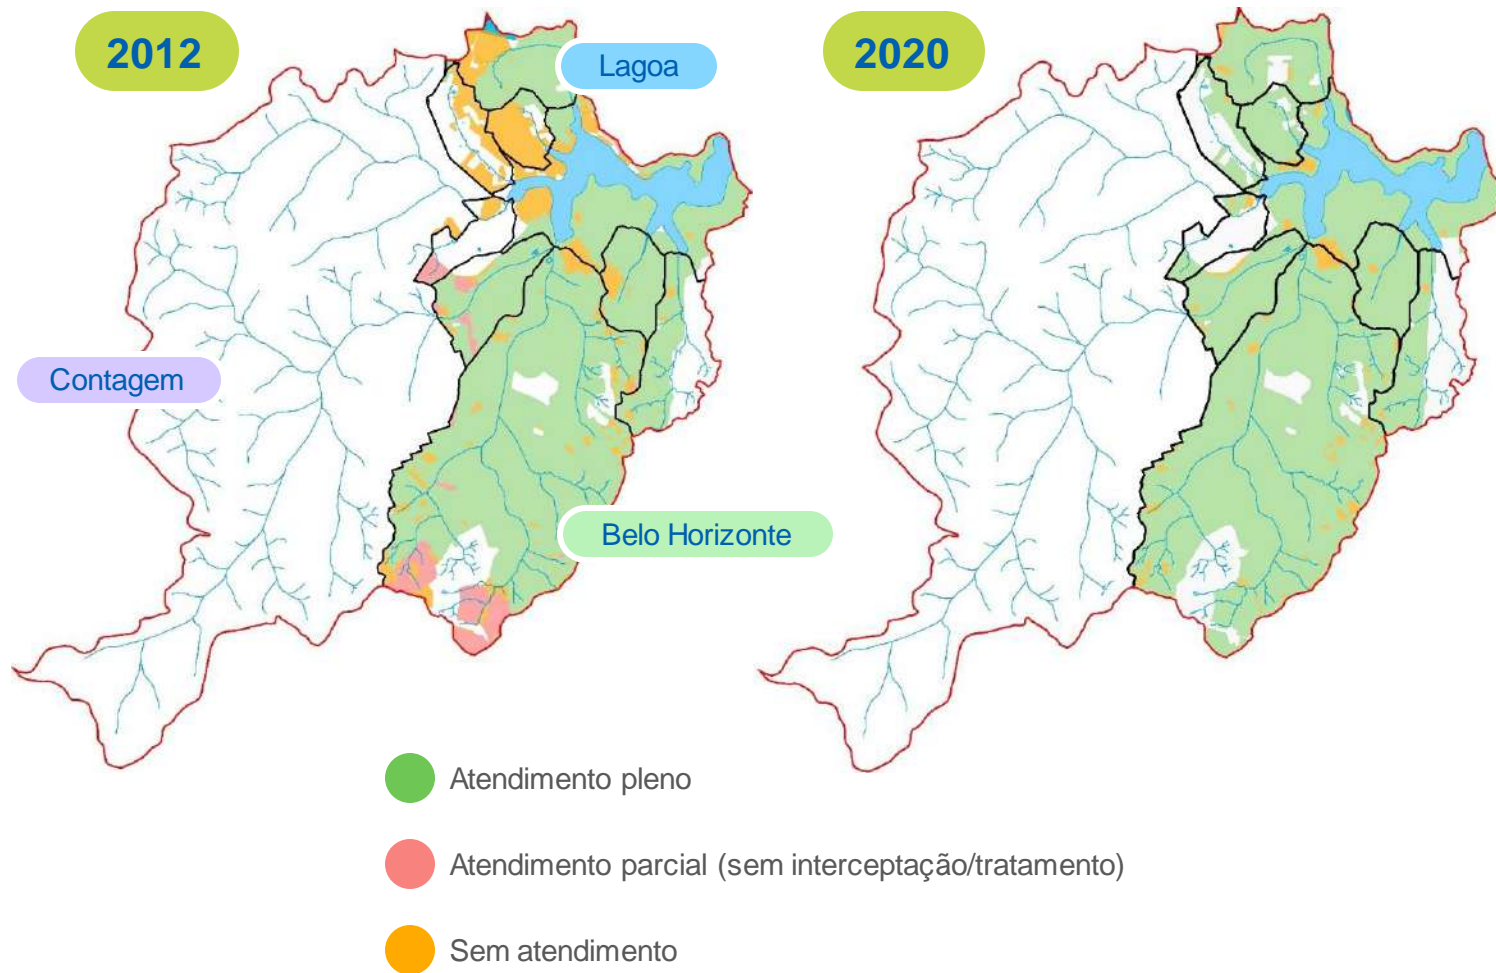 2012
Lagoa
2020
Contagem
Belo Horizonte
Atendimento pleno
Atendimento parcial (sem interceptação/tratamento)
Sem atendimento